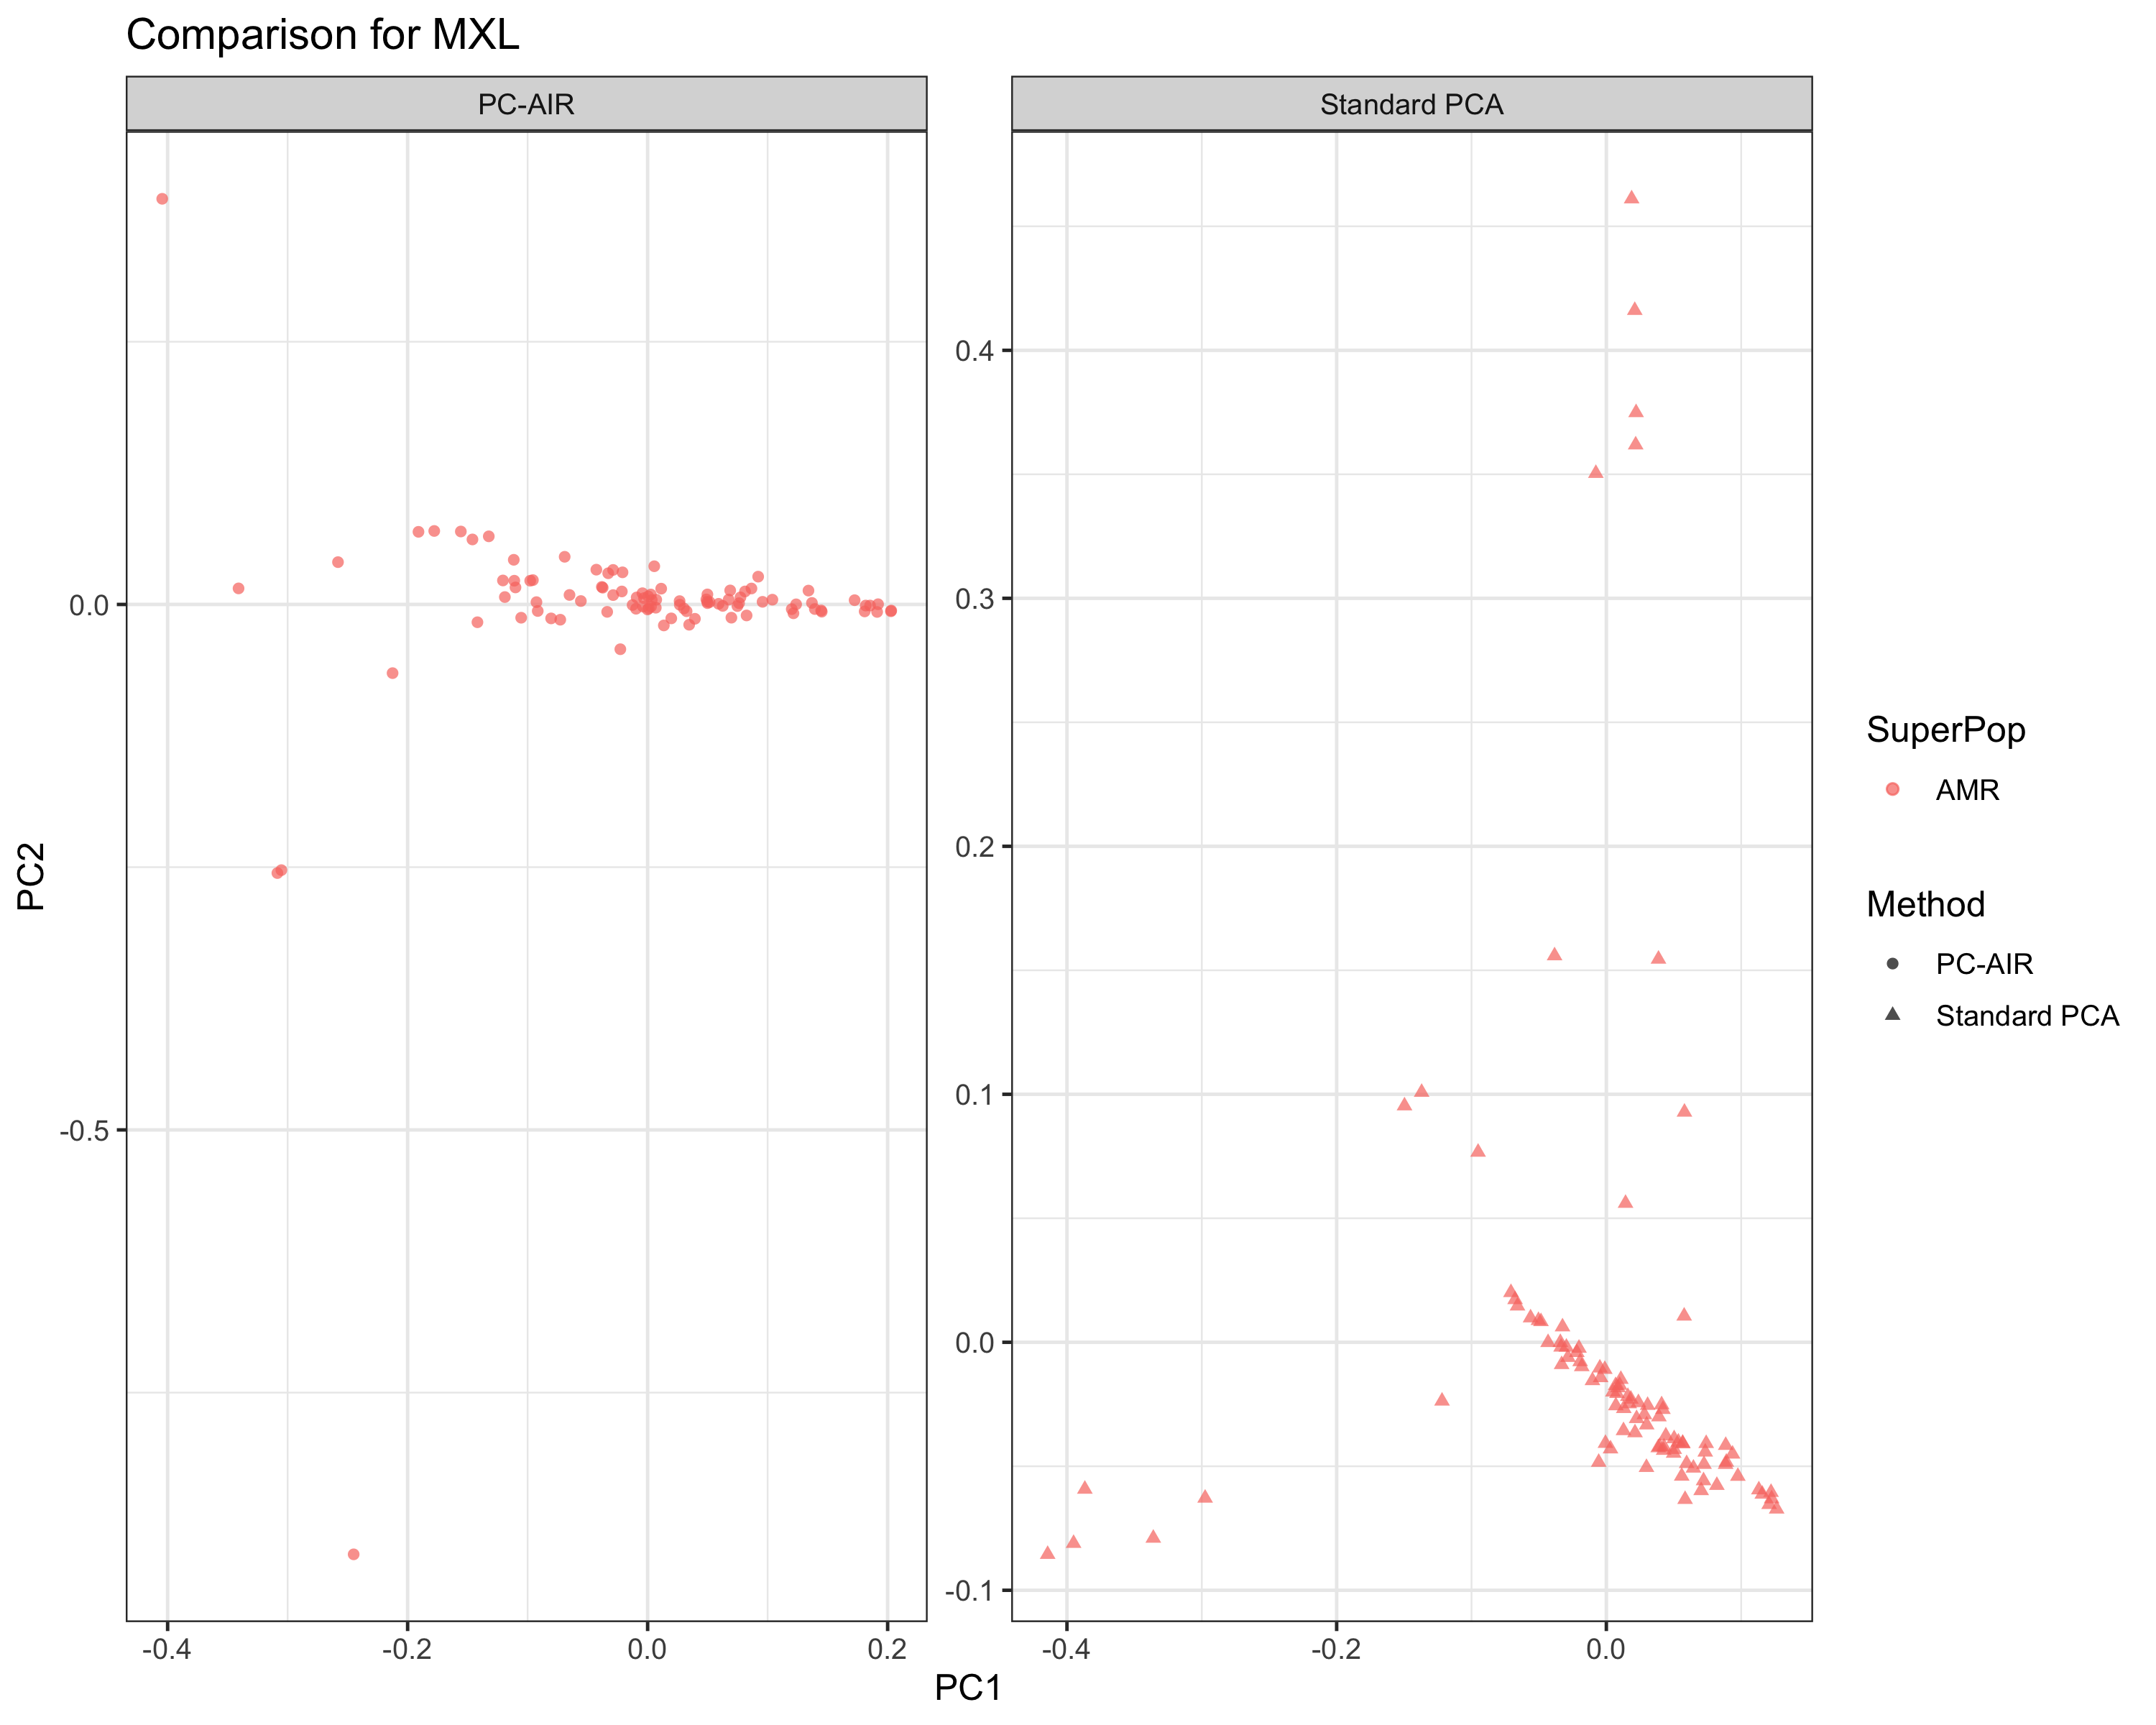 Comparison for MXL
PC-AIR
Standard PCA
PC2
0.0
-0.5
0.4
0.3
0.2
0.1
0.0
-0.1
-0.4 -0.2 0.0 0.2
-0.4 -0.2 0.0
PC1
SuperPop
AMR
Method
PC-AIR
Standard PCA